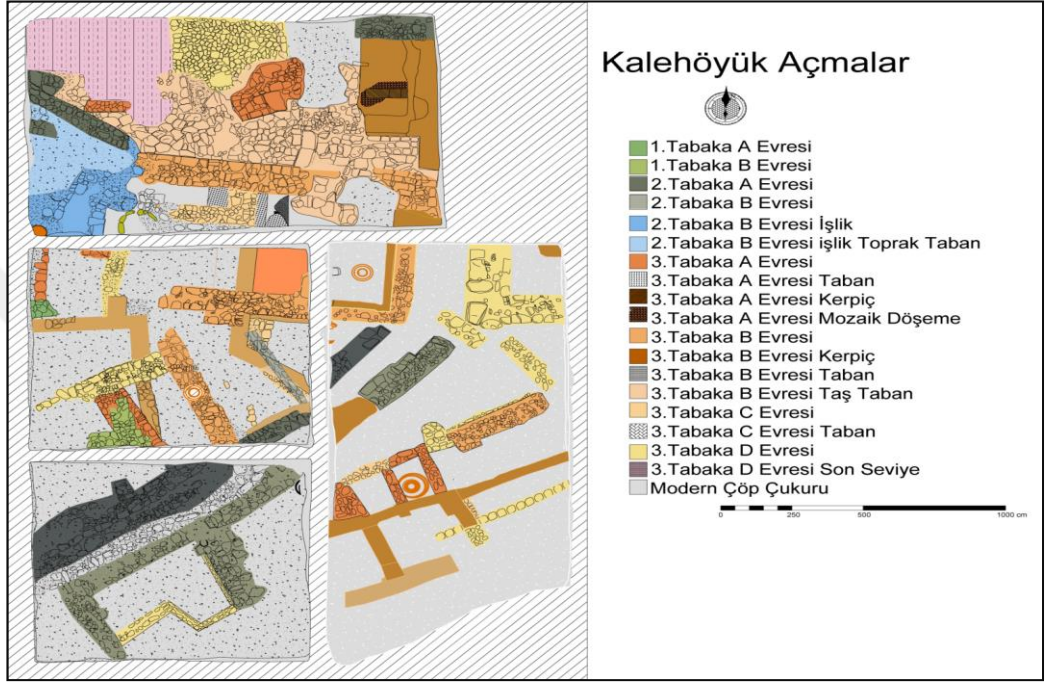 Kalehöyük Açmalar
1.Tabaka A Evresi
1.Tabaka B Evresi
2.Tabaka A Evresi
2.Tabaka B Evresi
2.Tabaka B Evresi İşlik
2.Tabaka B Evresi işlik Toprak Taban
3.Tabaka A Evresi
3.Tabaka A Evresi Taban
3.Tabaka A Evresi Kerpiç
3.Tabaka A Evresi Mozaik Döşeme
3.Tabaka B Evresi
3.Tabaka B Evresi Kerpiç
3.Tabaka B Evresi Taban
3.Tabaka B Evresi Taş Taban
3.Tabaka C Evresi
3.Tabaka C Evresi Taban
3.Tabaka D Evresi
3.Tabaka D Evresi Son Seviye
Modern Çöp Çukuru
0 250 500 1000 cm